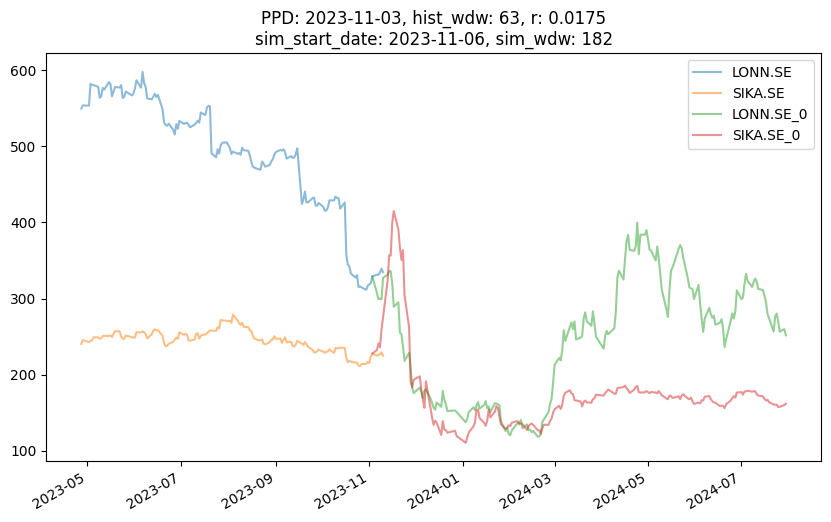 PPD: 2023-11-03, hist_wdw: 63, r: 0.0175
sim_start_date: 2023-11-06, sim_wdw: 182
LONN.SE
SIKA.SE
LONN.SE_0
SIKA.SE_0
600
500
400
300
200
100
2023-05
2023-07
2023-09
2023-11
2024-01
2024-03
2024-05
2024-07